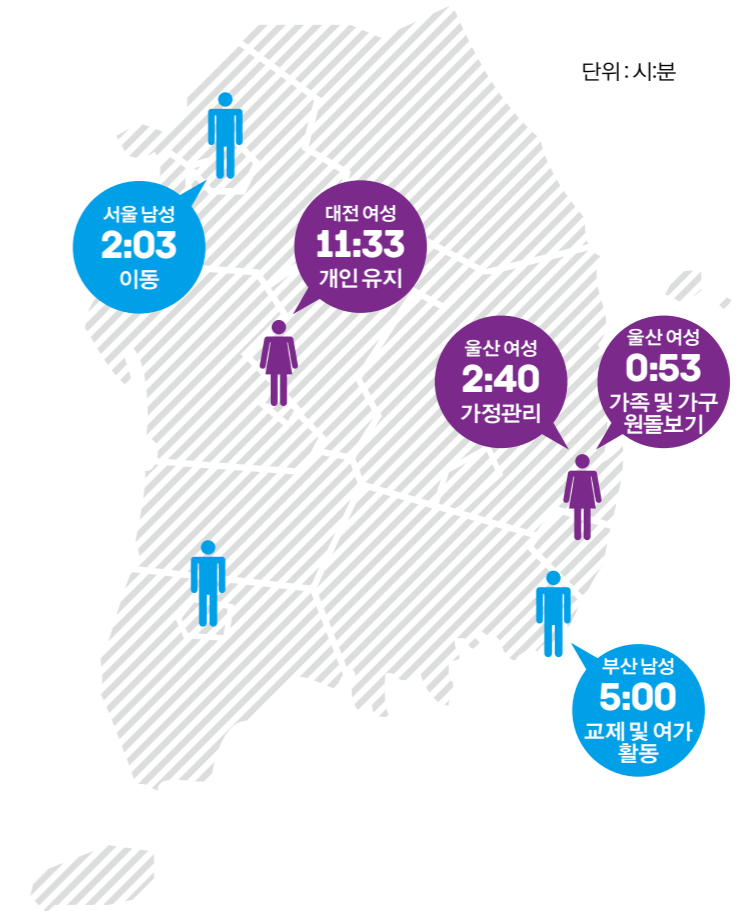 단위 : 시:분
서울 남성
2:03
이동
대전 여성
11:33
개인 유지
울산 여성
2:40
가정관리
울산 여성
0:53
가족 및 가구
원돌보기
부산 남성
5:00
교제 및 여가
활동